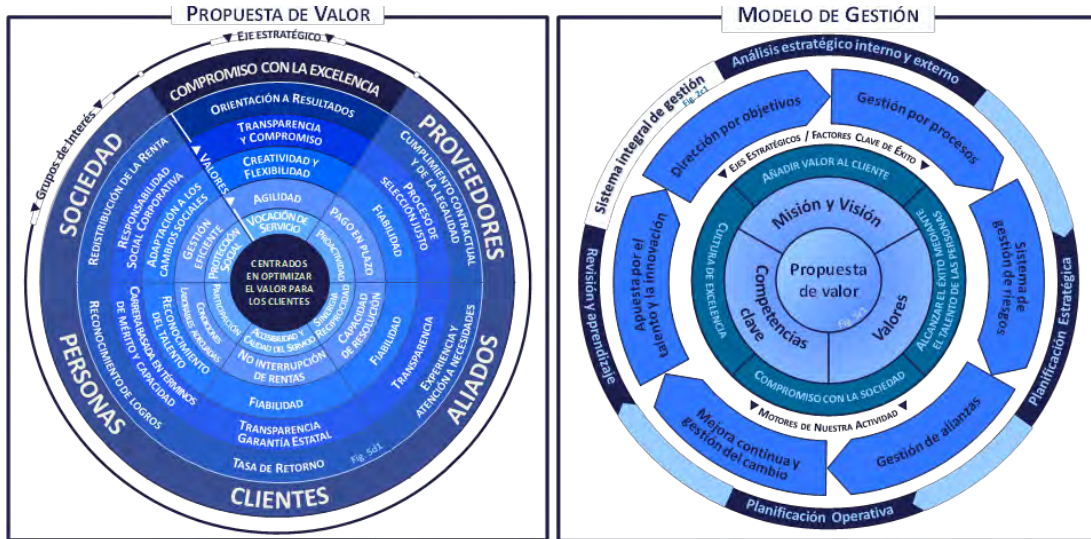 PROPUESTA DE VALOR
EJE ESTRATÉGICO
Grupos de Interés
COMPROMISO CON LA EXCELENCIA
ORIENTACIÓN A RESULTADOS
TRANSPARENCIA
Y COMPROMISO
CREATIVIDAD Y
FLEXIBILIDAD
AGILIDAD
VOCACIÓN DE
SERVICIO
VALORES
SOCIEDAD
REDISTRIBUCIÓN DE LA RENTA
RESPONSABILIDAD
SOCIAL CORPORATIVA
ADAPTACIÓN A LOS
CAMBIOS SOCIALES
GESTIÓN
EFICIENTE
PROTECCIÓN
SOCIAL
PROVEEDORES
CUMPLIMIENTO CONTRACTUAL
Y DE LA LEGALIDAD
PROCESO DE
SELECCIÓN JUSTO
FIABILIDAD
PAGO EN PLAZO
PROACTIVIDAD
CENTRADOS
EN OPTIMIZAR
EL VALOR PARA
LOS CLIENTES
PERSONAS
RECONOCIMIENTO DE LOGROS
CARRERA BASADA EN TERMINOS
DE MÉRITO Y CAPACIDAD
RECONOCIMIENTO
DEL TALENTO
CONDICIONES
LABORALES ADECUADAS
PARTICIPACIÓN
ALIADOS
EXPERIENCIA Y
ATENCIÓN A NECESIDADES
TRANSPARENCIA
FIABILIDAD
CAPACIDAD
DE RESOLUCIÓN
SINERGIA
RECIPROCIDAD
ACCESIBILIDAD Y
CALIDAD DEL SERVICIO
NO INTERRUPCIÓN
DE RENTAS
FIABILIDAD
TRANSPARENCIA
GARANTÍA ESTATAL
TASA DE RETORNO
Fig. 5d1
CLIENTES
MODELO DE GESTIÓN
Sistema integral de gestión
Fig. 2c1
Análisis estratégico interno y externo
Planificación Estratégica
Planificación Operativa
Revisión y aprendizaje
Dirección por objetivos
Gestión por procesos
Sistema de
gestión de riesgos
Gestión de alianzas
Mejora continua y
gestión del cambio
Apuesta por el
talento y la innovación
EJES ESTRATÉGICOS / FACTORES CLAVE DE ÉXITO
AÑADIR VALOR AL CLIENTE
ALCANZAR EL ÉXITO MEDIANTE
EL TALENTO DE LAS PERSONAS
COMPROMISO CON LA SOCIEDAD
CULTURA DE EXCELENCIA
MOTORES DE NUESTRA ACTIVIDAD
Misión y Visión
Valores
Competencias
clave
Propuesta
de valor